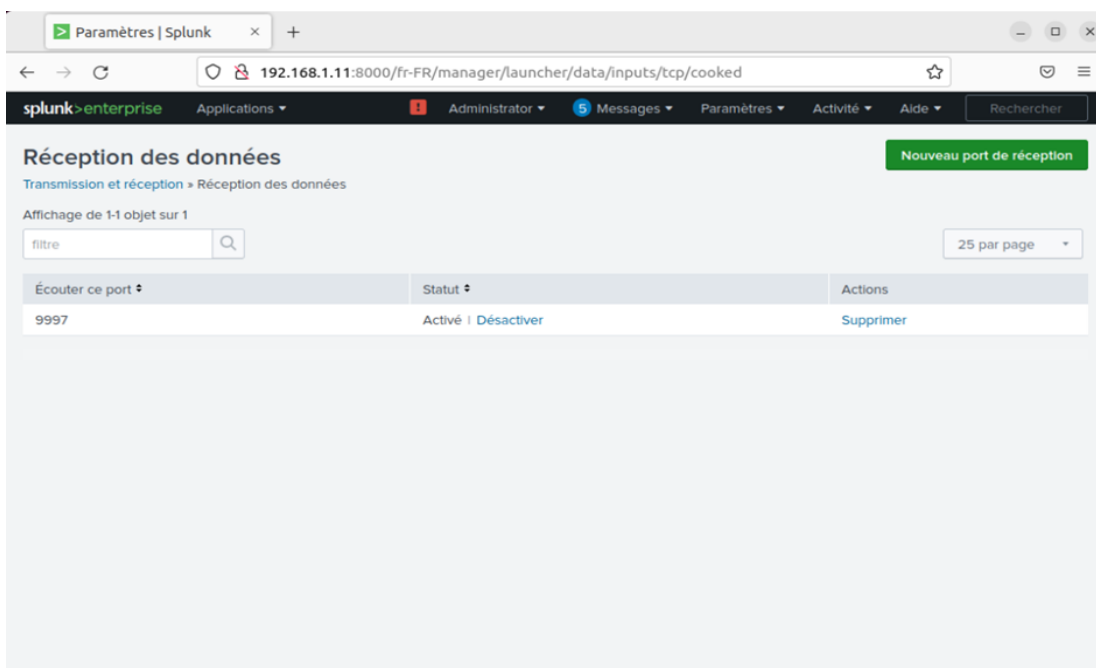 Paramètres | Splunk
192.168.1.11:8000/fr-FR/manager/launcher/data/inputs/tcp/cooked
splunk>enterprise Applications ! Administrator 5 Messages Paramètres Activité Aide Rechercher
Réception des données
Nouveau port de réception
Transmission et réception » Réception des données
Affichage de 1-1 objet sur 1
filtre
25 par page
Écouter ce port Statut Actions
9997 Activé | Désactiver Supprimer